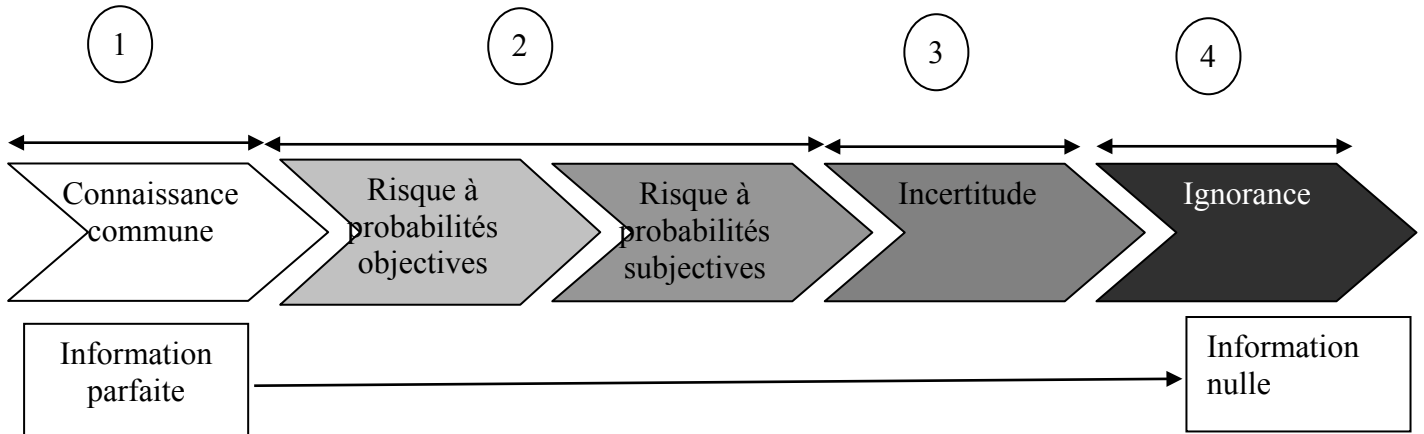 1
2
3
4
Connaissance
commune
Risque à
probabilités
objectives
Risque à
probabilités
subjectives
Incertitude
Ignorance
Information
parfaite
Information
nulle